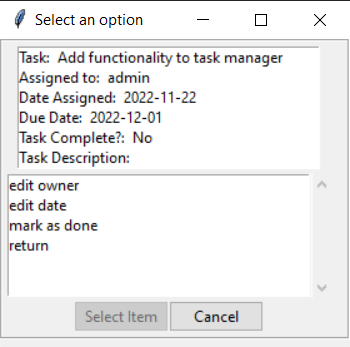 Select an option
Task: Add functionality to task manager
Assigned to: admin
Date Assigned: 2022-11-22
Due Date: 2022-12-01
Task Complete?: No
Task Description:
edit owner
edit date
mark as done
return
Select Item
Cancel